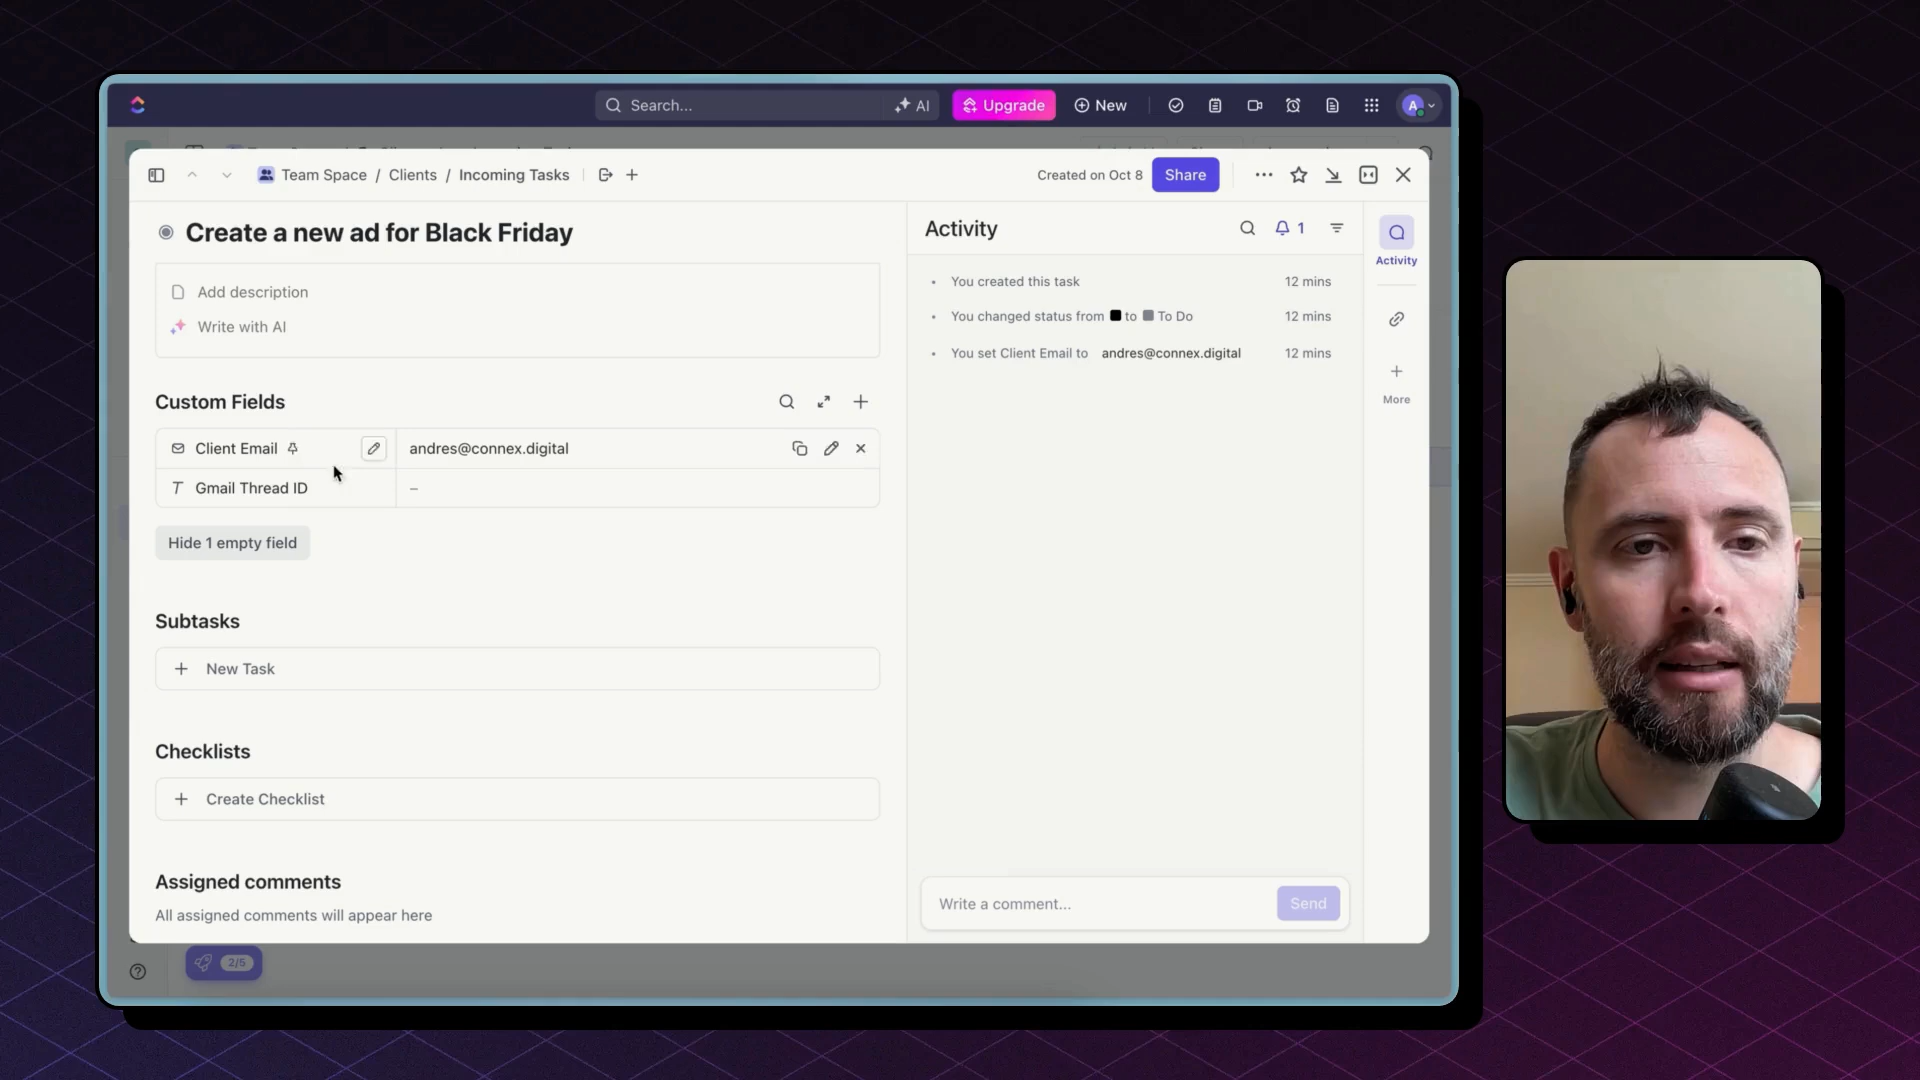 Search...
AI
Upgrade
New
A
Team Space / Clients / Incoming Tasks
Created on Oct 8
Share
Create a new ad for Black Friday
Add description
Write with AI
Custom Fields
Client Email
andres@connex.digital
Gmail Thread ID
–
Hide 1 empty field
Subtasks
New Task
Checklists
Create Checklist
Assigned comments
All assigned comments will appear here
Activity
1
You created this task
12 mins
You changed status from to To Do
12 mins
You set Client Email to andres@connex.digital
12 mins
Write a comment...
Send
Activity
More
2/5